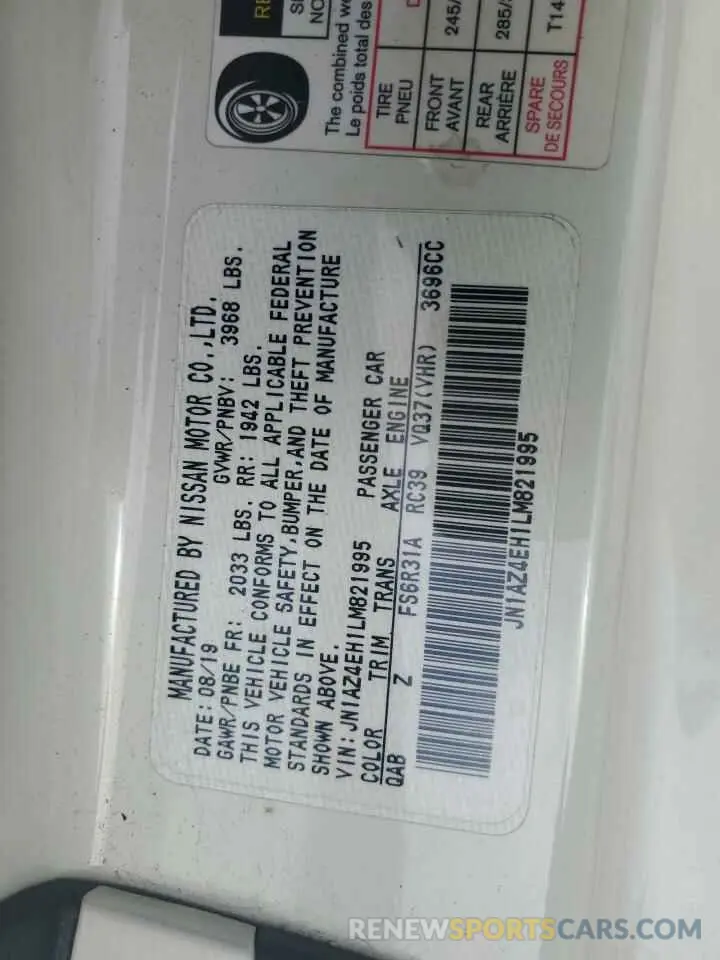 RE
The combined we
Le poids total des
TIRE
PNEU
FRONT
AVANT
245/
REAR
ARRIÈRE
285/
SPARE
DE SECOURS
T14
MANUFACTURED BY NISSAN MOTOR CO.,LTD.
DATE: 08/19 GVWR/PNBV: 3968 LBS.
GAWR/PNBE FR: 2033 LBS. RR: 1942 LBS.
THIS VEHICLE CONFORMS TO ALL APPLICABLE FEDERAL
MOTOR VEHICLE SAFETY,BUMPER,AND THEFT PREVENTION
STANDARDS IN EFFECT ON THE DATE OF MANUFACTURE
SHOWN ABOVE.
VIN:JN1AZ4EH1LM821995 PASSENGER CAR
COLOR TRIM TRANS AXLE ENGINE
QAB Z FS6R31A RC39 VQ37(VHR) 3696CC
JN1AZ4EH1LM821995
RENEWSPORTSCARS.COM